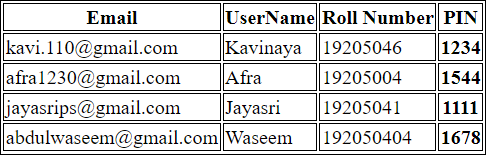 Email UserName Roll Number PIN
kavi.110@gmail.com Kavinaya 19205046 1234
afra1230@gmail.com Afra 19205004 1544
jayasrips@gmail.com Jayasri 19205041 1111
abdulwaseem@gmail.com Waseem 192050404 1678